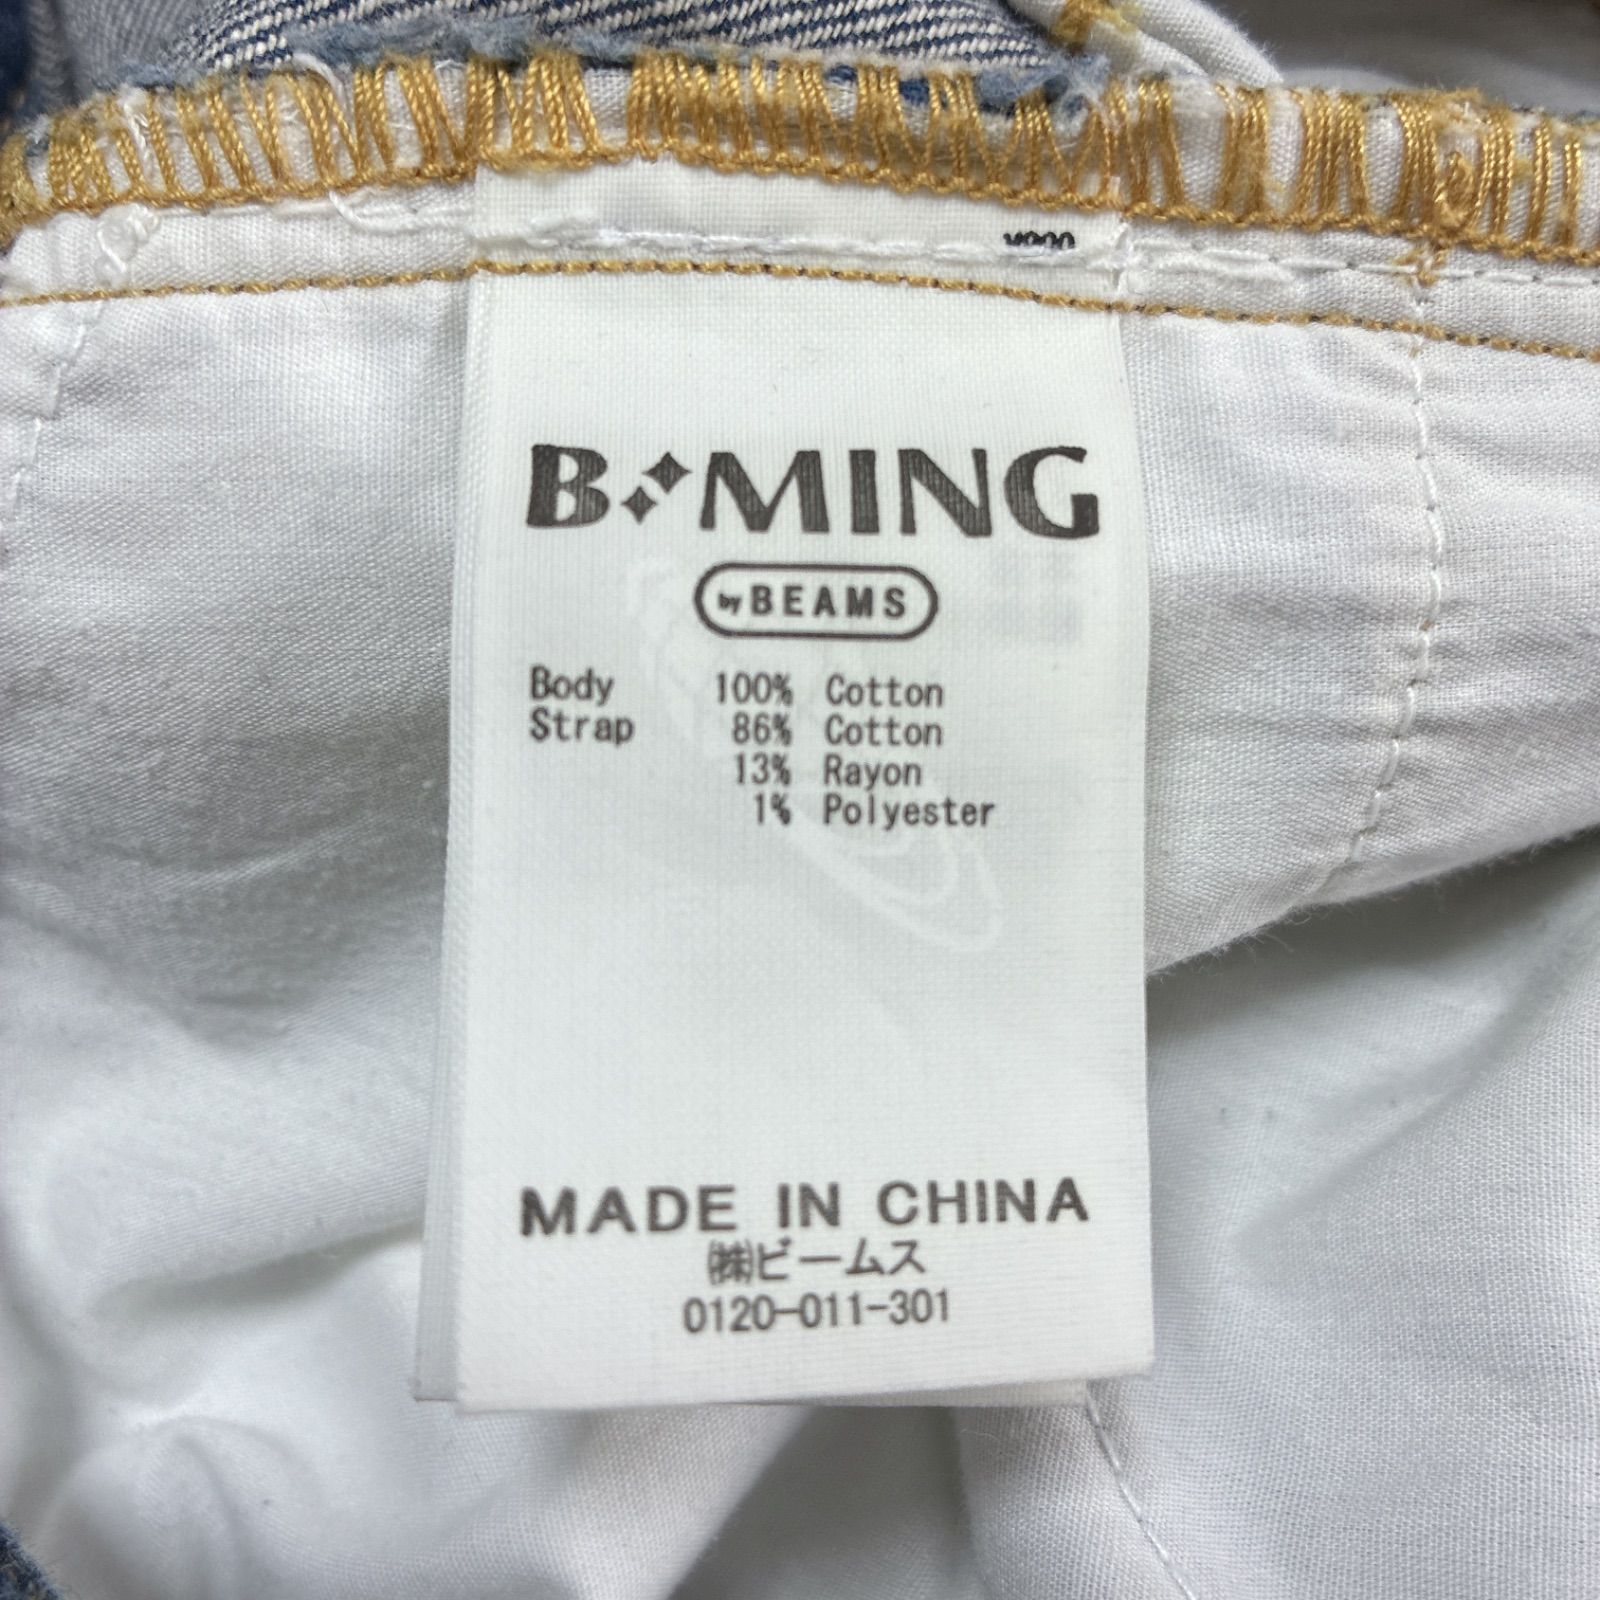 B MING
by BEAMS
Body 100% Cotton
Strap 86% Cotton
13% Rayon
1% Polyester
MADE IN CHINA
㈱ビームス
0120-011-301